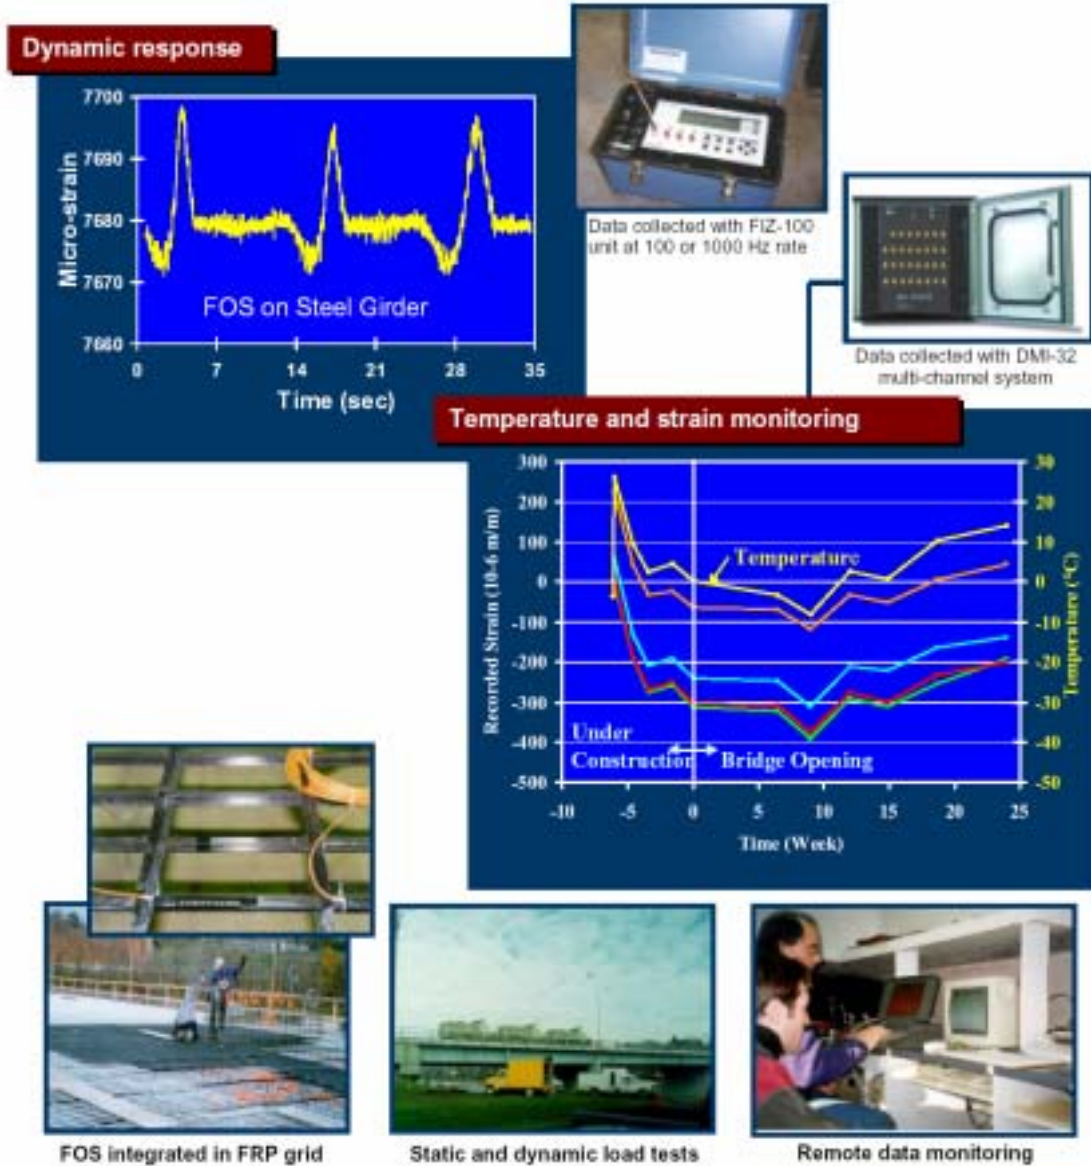 Dynamic response
7700
7690
7680
7670
7660
Micro-strain
FOS on Steel Girder
0 7 14 21 28 35
Time (sec)
Data collected with FIZ-100
unit at 100 or 1000 Hz rate
Data collected with DMI-32
multi-channel system
Temperature and strain monitoring
300
200
100
0
-100
-200
-300
-400
-500
Recorded Strain (10-6 m/m)
30
20
10
0
-10
-20
-30
-40
-50
Temperature (°C)
Temperature
Under
Construction
Bridge Opening
-10 -5 0 5 10 15 20 25
Time (Week)
FOS integrated in FRP grid
Static and dynamic load tests
Remote data monitoring